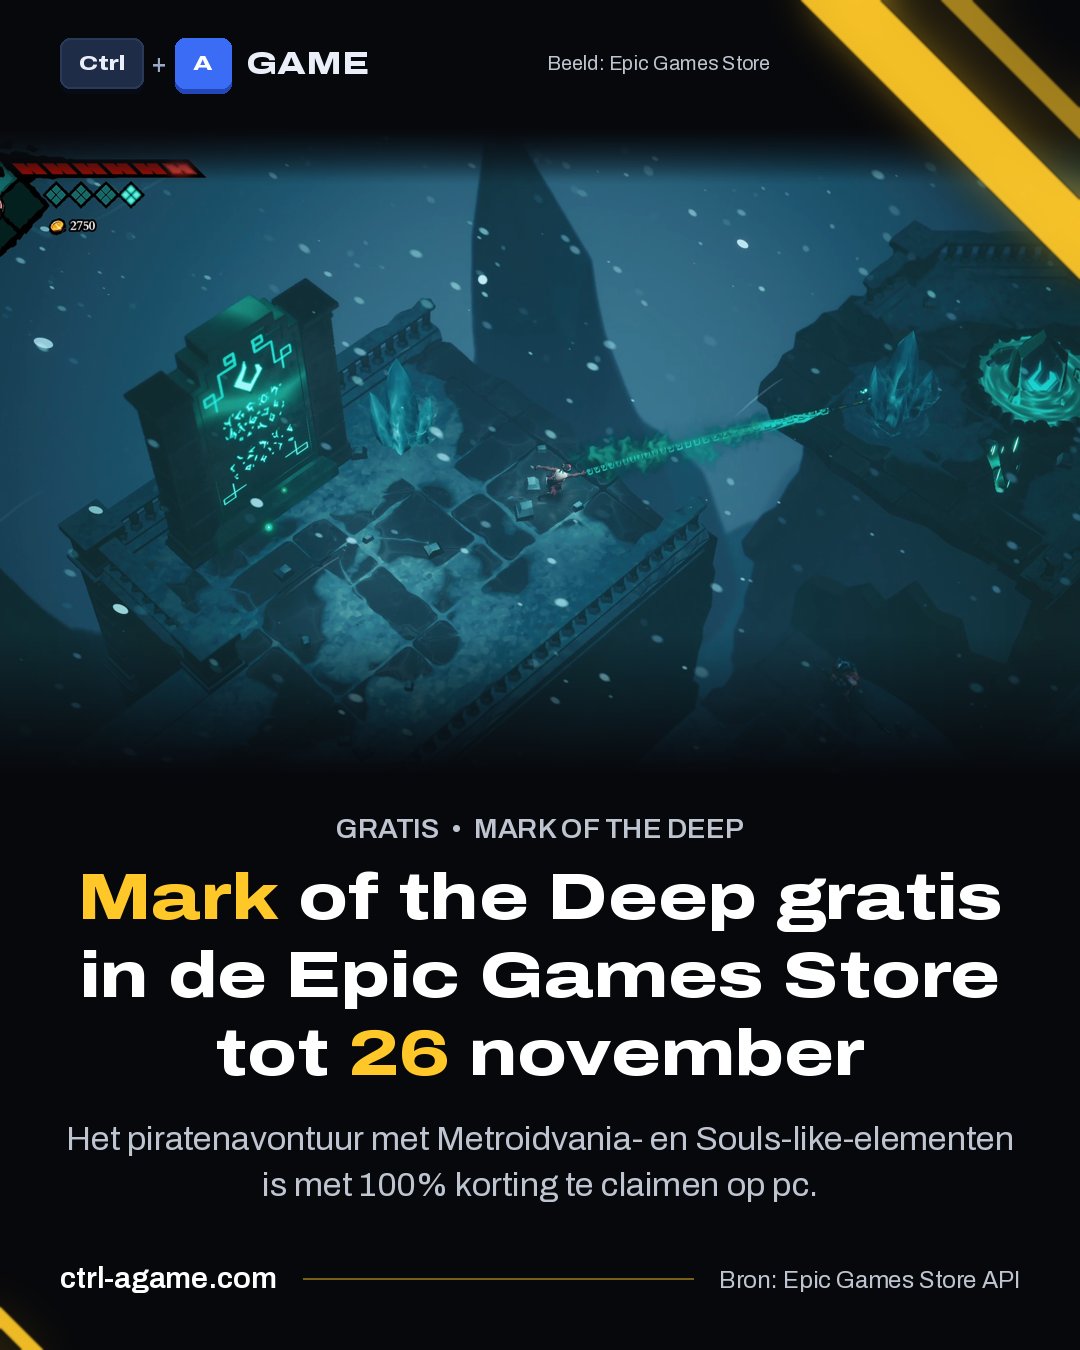 Ctrl + A GAME
Beeld: Epic Games Store
2750
GRATIS • MARK OF THE DEEP
Mark of the Deep gratis
in de Epic Games Store
tot 26 november
Het piratenavontuur met Metroidvania- en Souls-like-elementen
is met 100% korting te claimen op pc.
ctrl-agame.com
Bron: Epic Games Store API